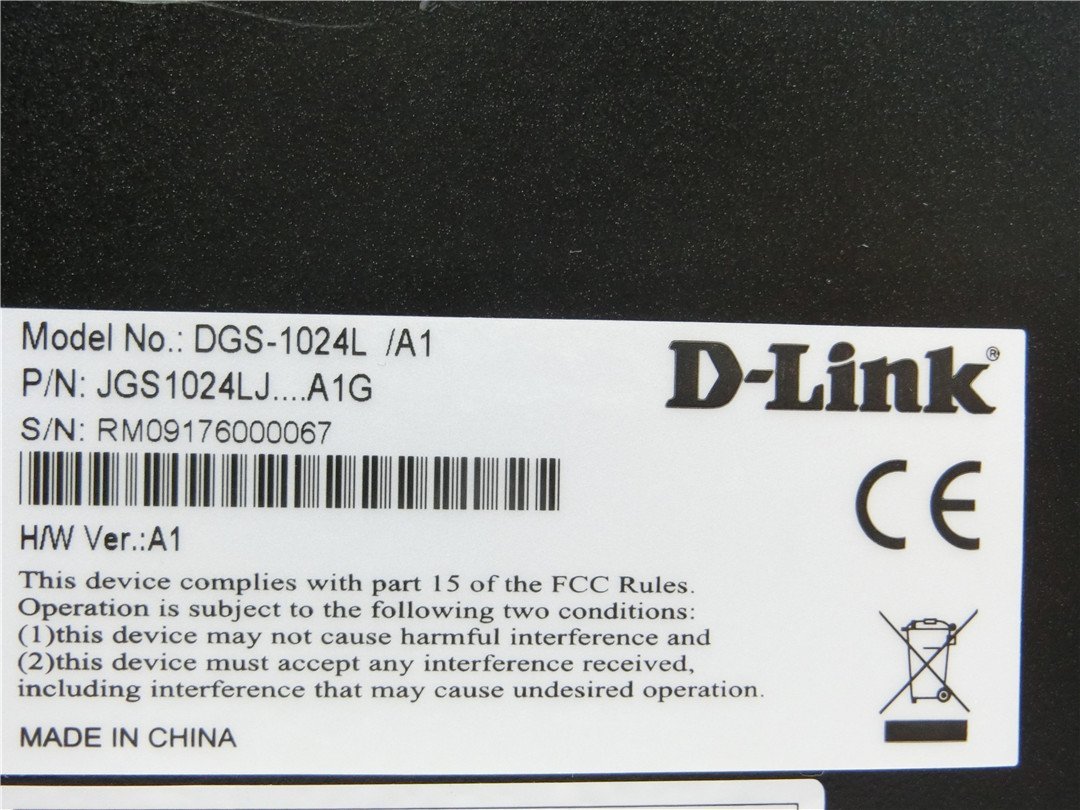 Model No.: DGS-1024L /A1
P/N: JGS1024LJ....A1G
S/N: RM09176000067
D-Link®
CE
H/W Ver.:A1
This device complies with part 15 of the FCC Rules.
Operation is subject to the following two conditions:
(1)this device may not cause harmful interference and
(2)this device must accept any interference received,
including interference that may cause undesired operation.
MADE IN CHINA